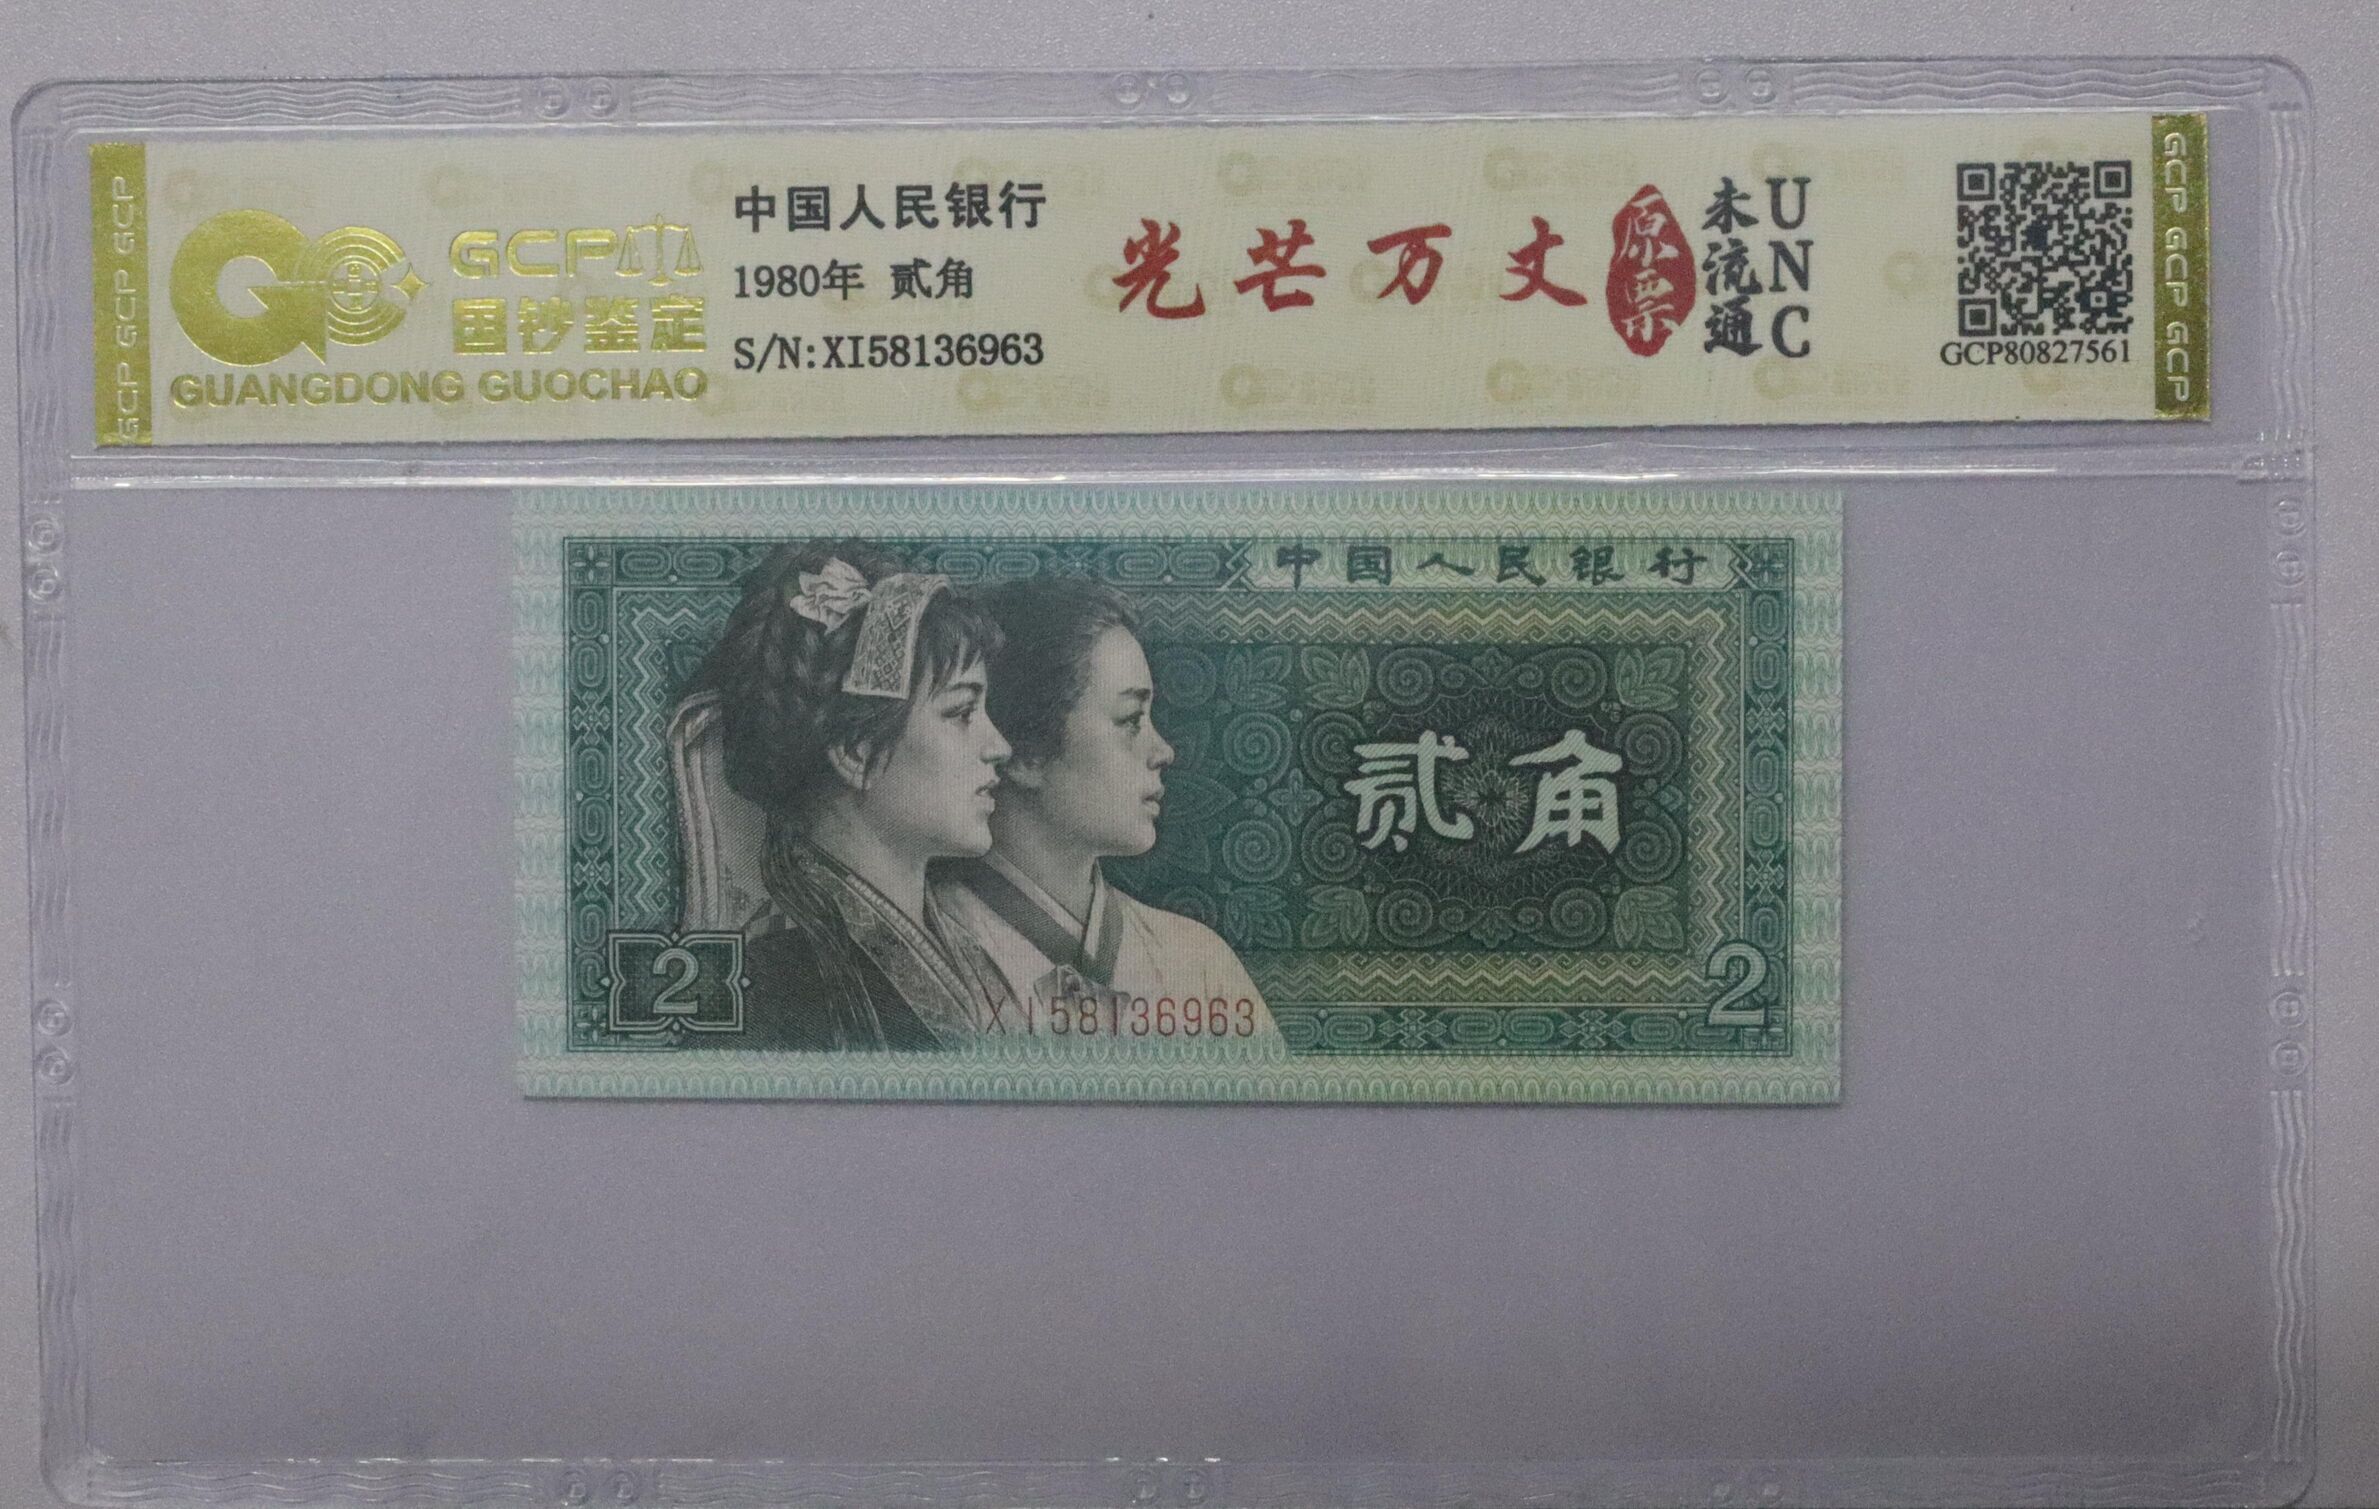 GCP GCP GCP
GCP
国钞鉴定
GUANGDONG GUOCHAO
中国人民银行
1980年 贰角
S/N:XI58136963
光芒万丈
原票
未流通
UNC
GCP80827561
GCP GCP GCP
中国人民银行
贰角
2
XI58136963
2